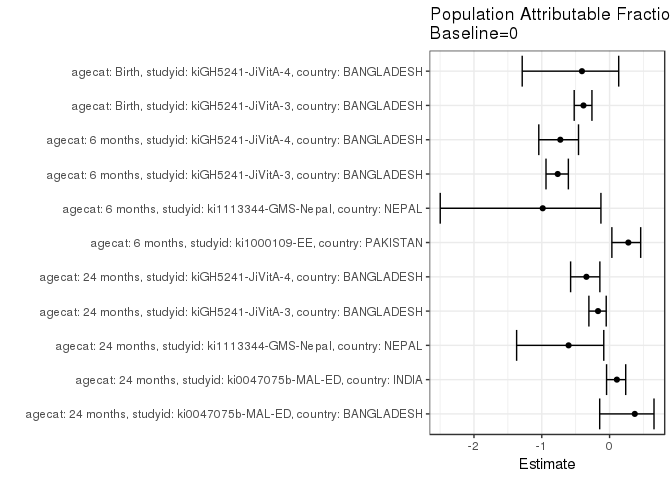 Population Attributable Fractio
Baseline=0
agecat: Birth, studyid: kiGH5241-JiVitA-4, country: BANGLADESH
agecat: Birth, studyid: kiGH5241-JiVitA-3, country: BANGLADESH
agecat: 6 months, studyid: kiGH5241-JiVitA-4, country: BANGLADESH
agecat: 6 months, studyid: kiGH5241-JiVitA-3, country: BANGLADESH
agecat: 6 months, studyid: ki1113344-GMS-Nepal, country: NEPAL
agecat: 6 months, studyid: ki1000109-EE, country: PAKISTAN
agecat: 24 months, studyid: kiGH5241-JiVitA-4, country: BANGLADESH
agecat: 24 months, studyid: kiGH5241-JiVitA-3, country: BANGLADESH
agecat: 24 months, studyid: ki1113344-GMS-Nepal, country: NEPAL
agecat: 24 months, studyid: ki0047075b-MAL-ED, country: INDIA
agecat: 24 months, studyid: ki0047075b-MAL-ED, country: BANGLADESH
-2 -1 0
Estimate